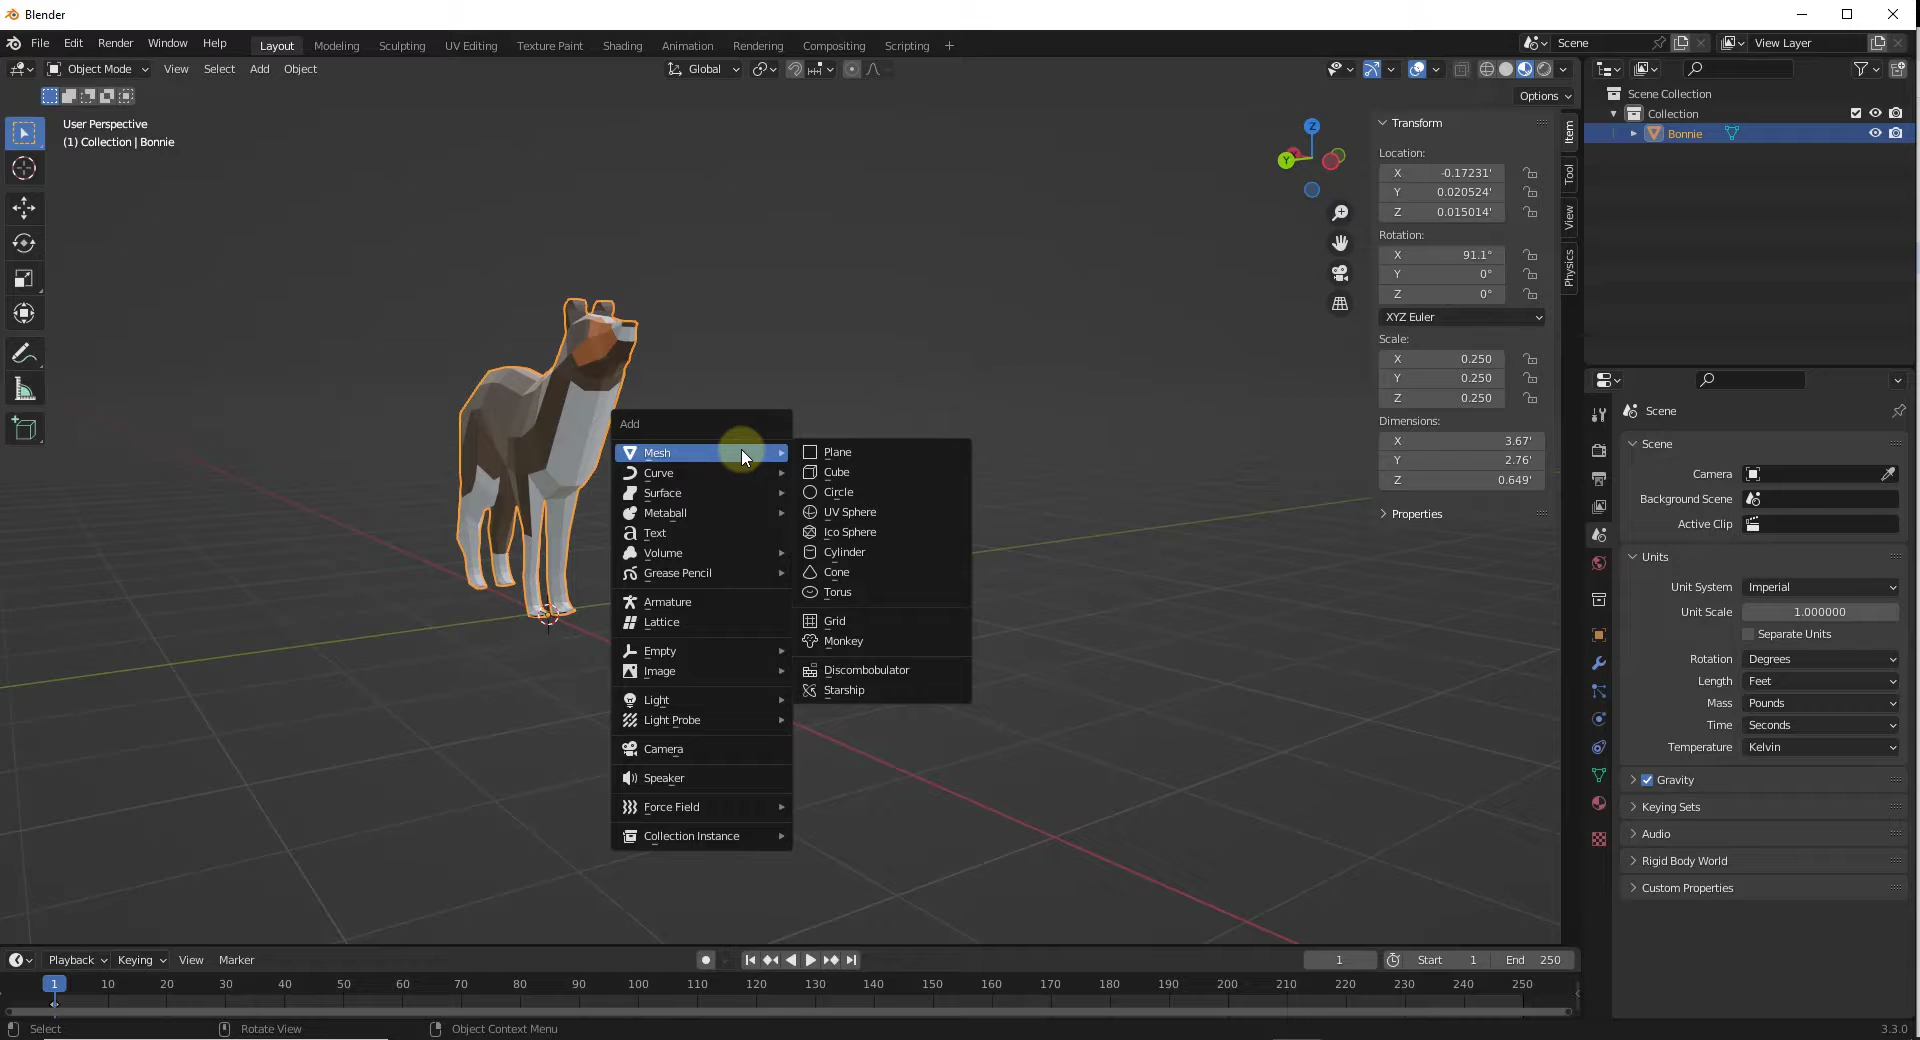 Blender
File Edit Render Window Help Layout Modeling Sculpting UV Editing Texture Paint Shading Animation Rendering Compositing Scripting + Scene View Layer
Object Mode View Select Add Object Global
Options
User Perspective
(1) Collection | Bonnie
Z
Y
Add
Mesh
Curve
Surface
Metaball
Text
Volume
Grease Pencil
Armature
Lattice
Empty
Image
Light
Light Probe
Camera
Speaker
Force Field
Collection Instance
Plane
Cube
Circle
UV Sphere
Ico Sphere
Cylinder
Cone
Torus
Grid
Monkey
Discombobulator
Starship
Transform
Location:
X -0.17231'
Y 0.020524'
Z 0.015014'
Rotation:
X 91.1°
Y 0°
Z 0°
XYZ Euler
Scale:
X 0.250
Y 0.250
Z 0.250
Dimensions:
X 3.67'
Y 2.76'
Z 0.649'
Properties
Item
Tool
View
Physics
Scene Collection
Collection
Bonnie
Scene
Scene
Camera
Background Scene
Active Clip
Units
Unit System Imperial
Unit Scale 1.000000
Separate Units
Rotation Degrees
Length Feet
Mass Pounds
Time Seconds
Temperature Kelvin
Gravity
Keying Sets
Audio
Rigid Body World
Custom Properties
Playback Keying View Marker 1 Start 1 End 250
1 10 20 30 40 50 60 70 80 90 100 110 120 130 140 150 160 170 180 190 200 210 220 230 240 250
Select Rotate View Object Context Menu 3.3.0